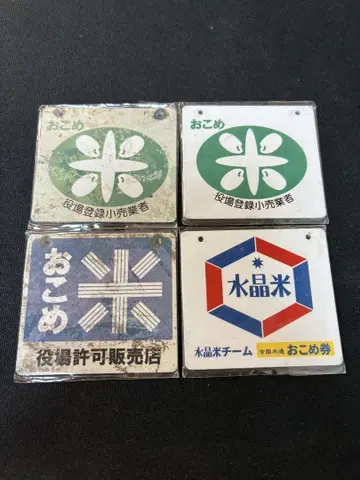 おこめ
役場登録小売業者
おこめ
役場登録小売業者
おこめ
役場許可販売店
水晶米
水晶米チーム
全国共通 おこめ券